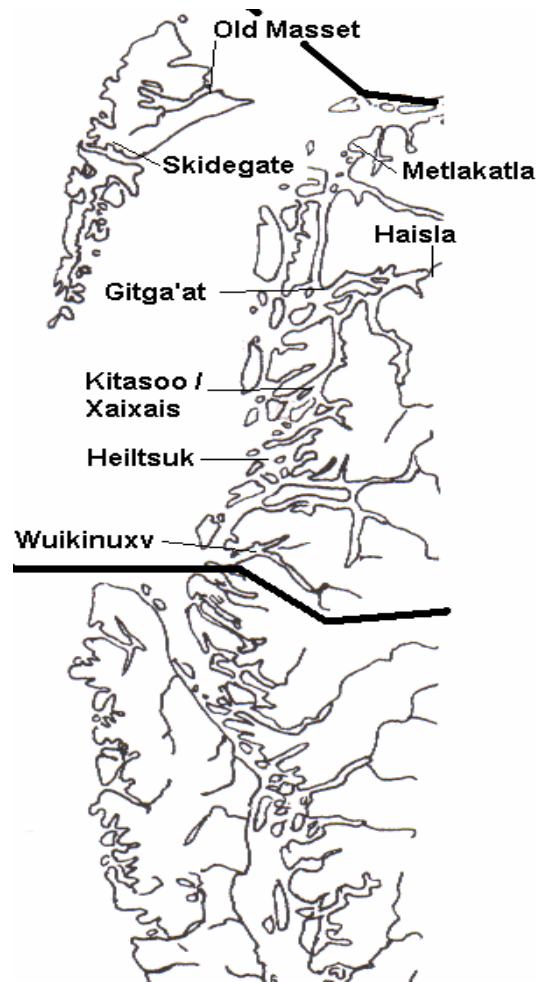 Old Masset
Skidegate
Metlakatla
Haisla
Gitga'at
Kitasoo /
Xaixais
Heiltsuk
Wuikinuxv